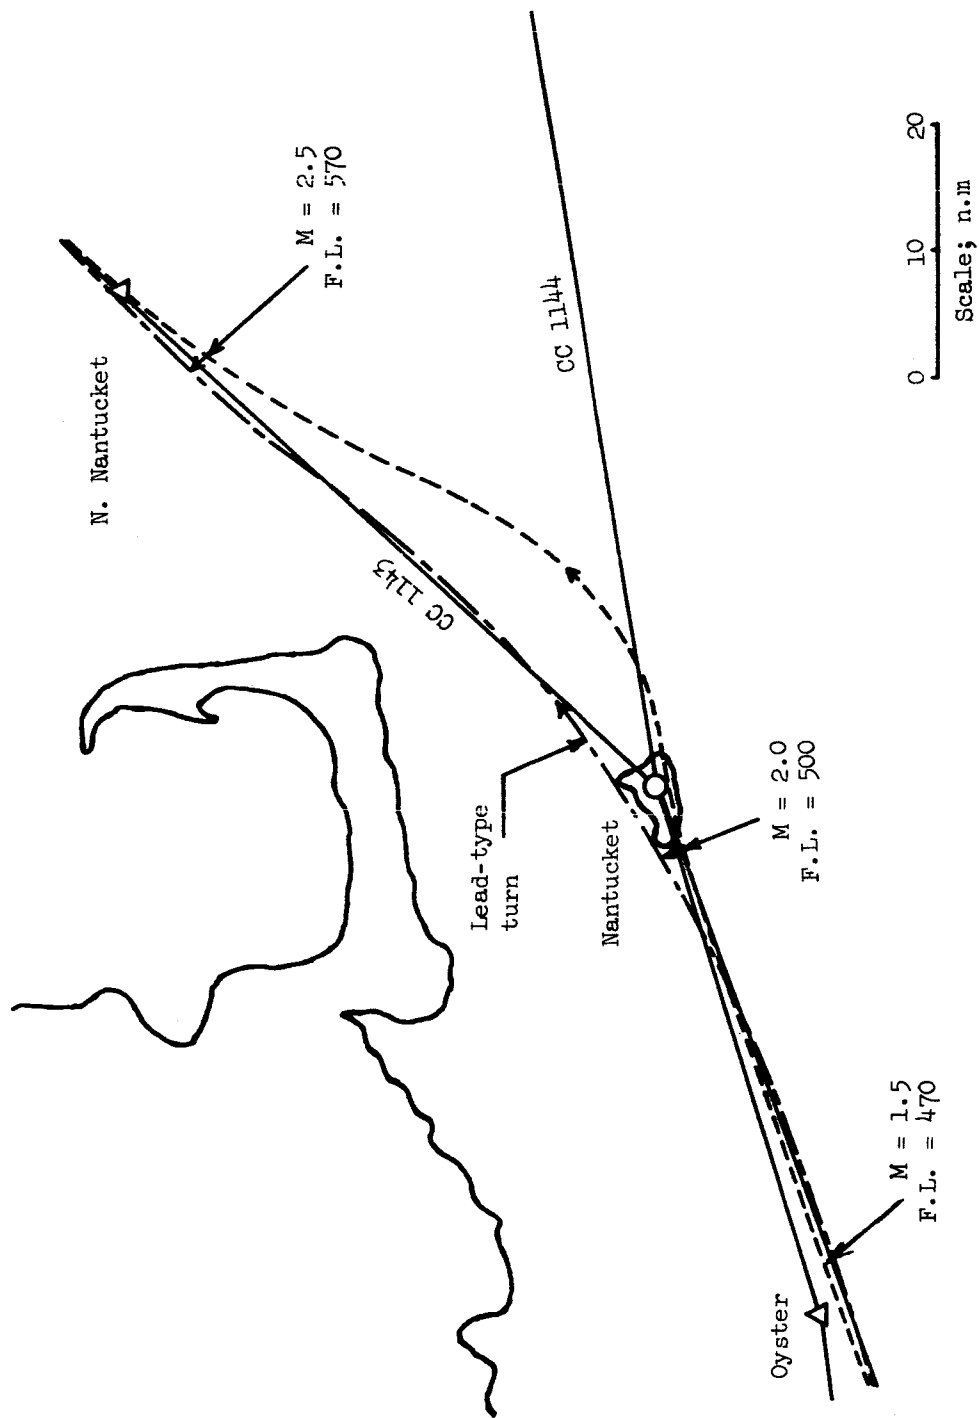 N. Nantucket
M = 2.5
F.L. = 570
CC 1143
CC 1144
Lead-type
turn
Nantucket
M = 2.0
F.L. = 500
Oyster
M = 1.5
F.L. = 470
0 10 20
Scale; n.m